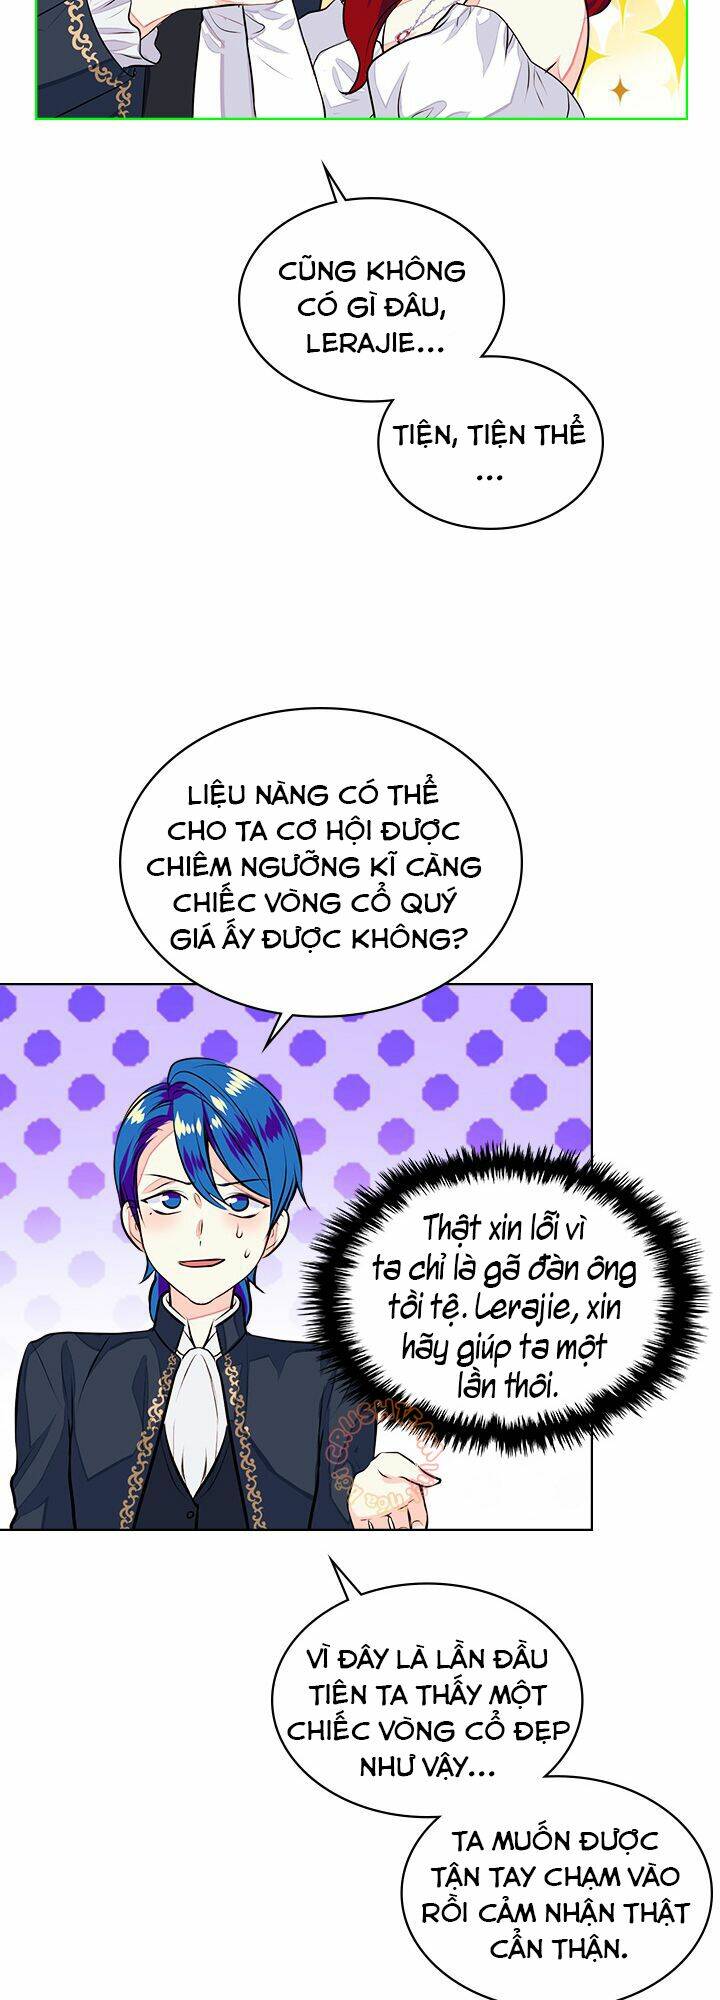 CŨNG KHÔNG
CÓ GÌ ĐÂU,
LERAJIE...
TIỆN, TIỆN THỂ
...
LIỆU NÀNG CÓ THỂ
CHO TA CƠ HỘI ĐƯỢC
CHIÊM NGƯỠNG KĨ CÀNG
CHIẾC VÒNG CỔ QUÝ
GIÁ ẤY ĐƯỢC KHÔNG?
Thật xin lỗi vì
ta chỉ là gã đàn ông
tồi tệ. Lerajie, xin
hãy giúp ta một
lần thôi.
CRUSHTEAM
VÌ ĐÂY LÀ LẦN ĐẦU
TIÊN TA THẤY MỘT
CHIẾC VÒNG CỔ ĐẸP
NHƯ VẬY...
TA MUỐN ĐƯỢC
TẬN TAY CHẠM VÀO
RỒI CẢM NHẬN THẬT
CẨN THẬN.